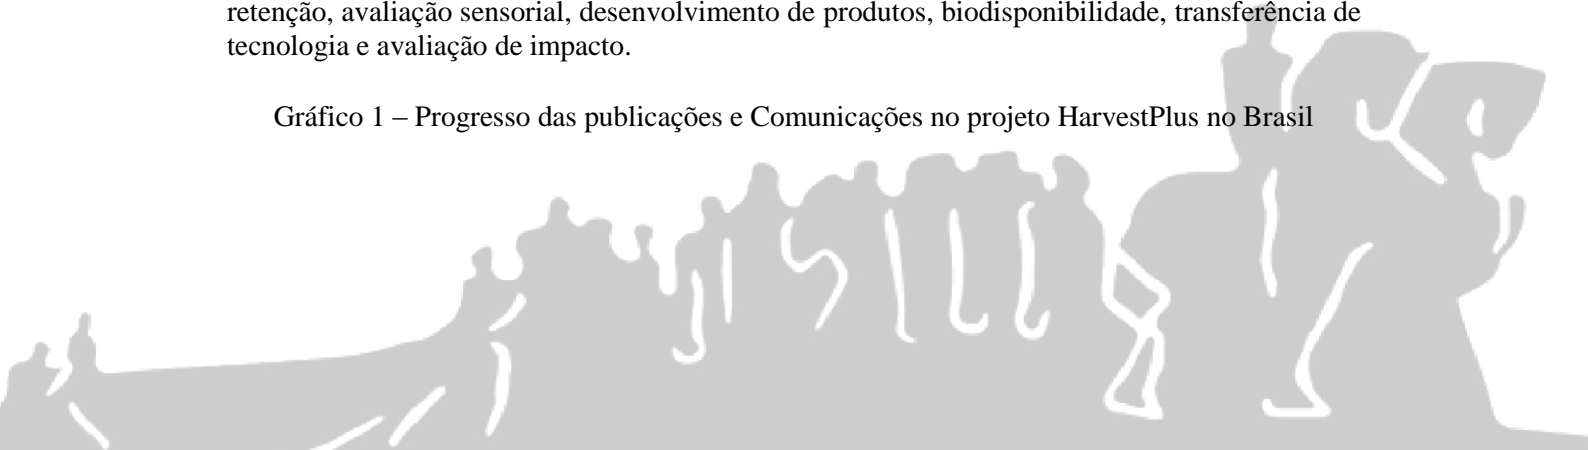 retenção, avaliação sensorial, desenvolvimento de produtos, biodisponibilidade, transferência de
tecnologia e avaliação de impacto.
Gráfico 1 – Progresso das publicações e Comunicações no projeto HarvestPlus no Brasil